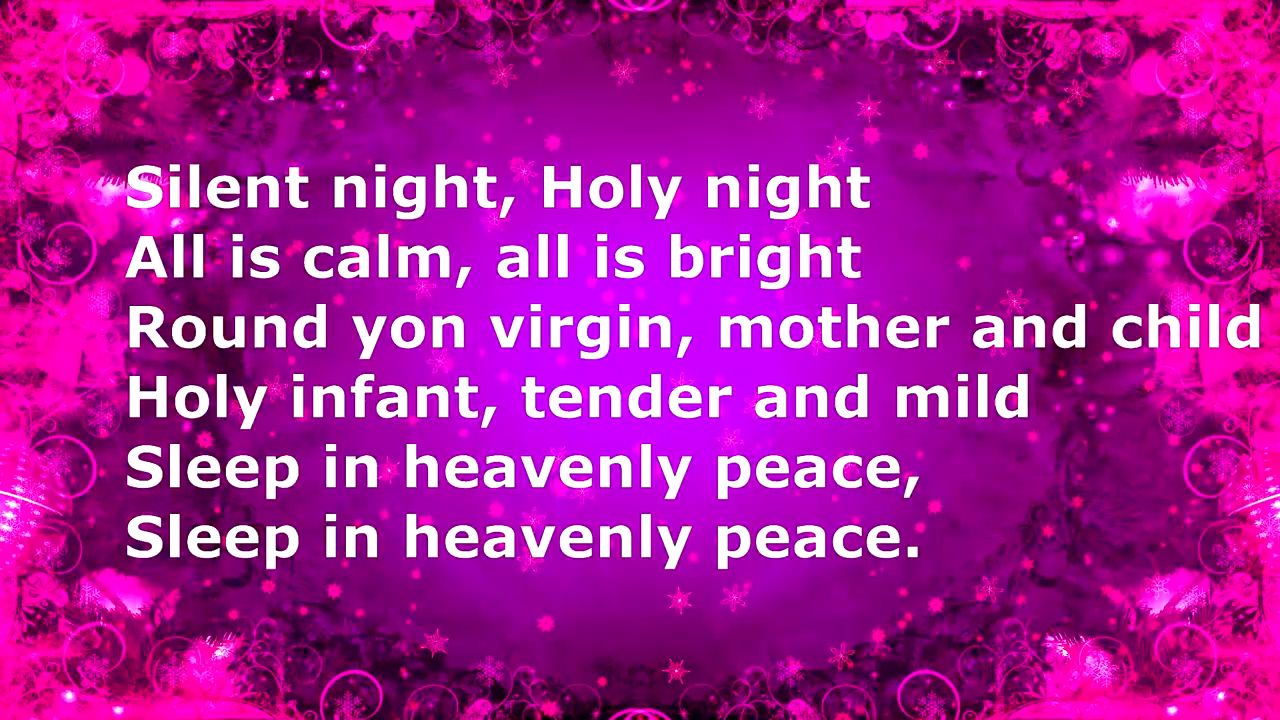 Silent night, Holy night
All is calm, all is bright
Round yon virgin, mother and child
Holy infant, tender and mild
Sleep in heavenly peace,
Sleep in heavenly peace.